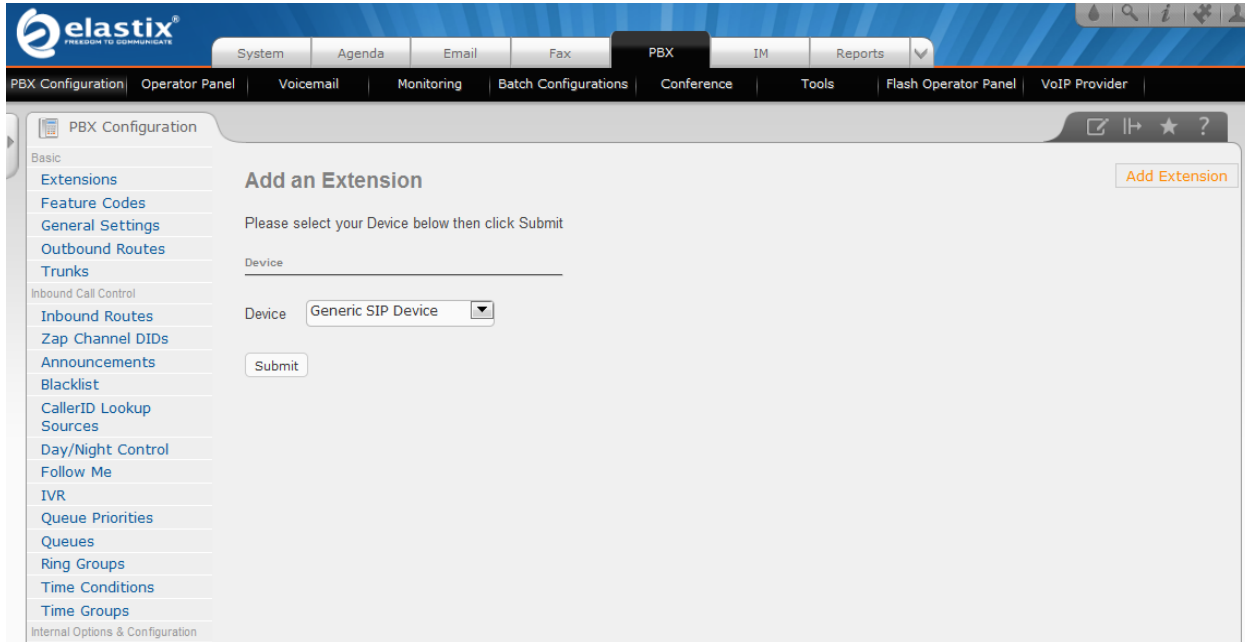 elastix®
FREEDOM TO COMMUNICATE
System Agenda Email Fax PBX IM Reports
PBX Configuration Operator Panel Voicemail Monitoring Batch Configurations Conference Tools Flash Operator Panel VoIP Provider
PBX Configuration
?
Basic
Extensions
Feature Codes
General Settings
Outbound Routes
Trunks
Inbound Call Control
Inbound Routes
Zap Channel DIDs
Announcements
Blacklist
CallerID Lookup
Sources
Day/Night Control
Follow Me
IVR
Queue Priorities
Queues
Ring Groups
Time Conditions
Time Groups
Internal Options & Configuration
Add an Extension
Add Extension
Please select your Device below then click Submit
Device
Device Generic SIP Device
Submit